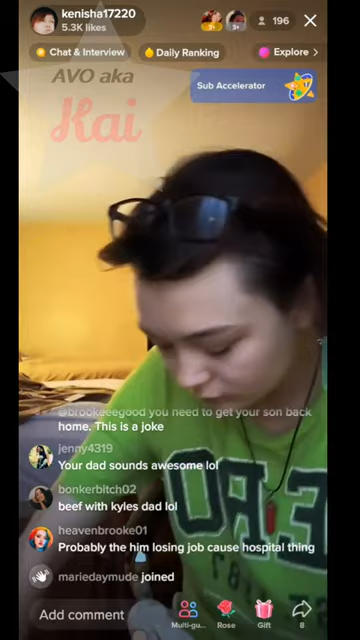 kenisha17220
5.3K likes
196
Chat & Interview
Daily Ranking
Explore >
AVO aka
Kai
Sub Accelerator
@brookeeegood you need to get your son back
home. This is a joke
jenny4319
Your dad sounds awesome lol
bonkerbitch02
beef with kyles dad lol
heavenbrooke01
Probably the him losing job cause hospital thing
mariedaymude joined
Add comment
Multi-gu...
Rose
Gift
8